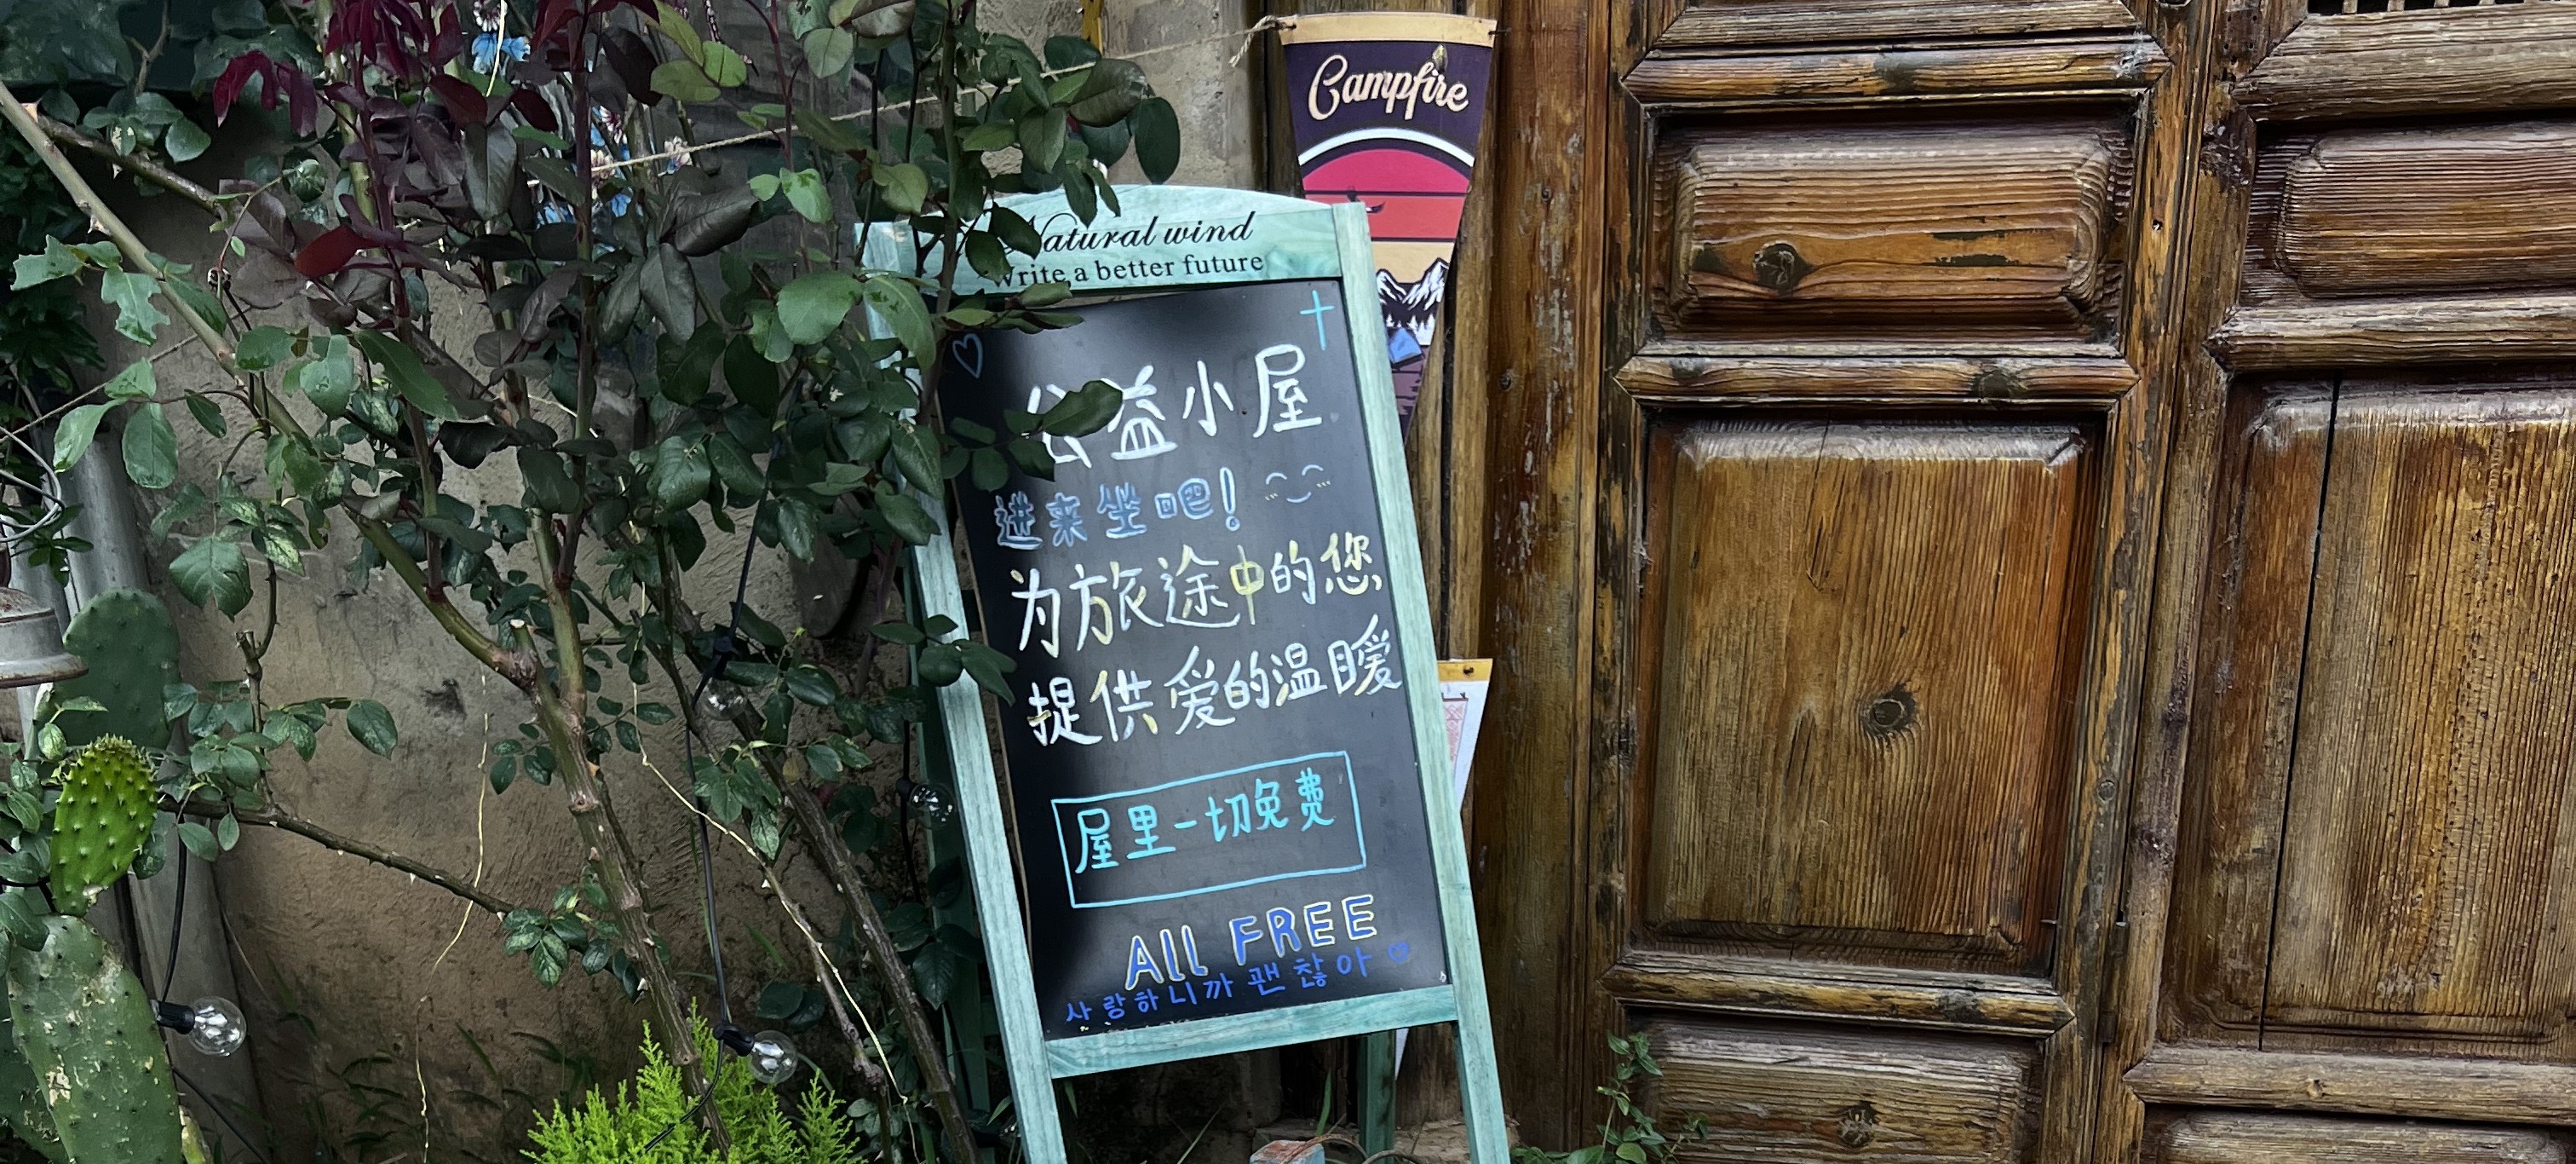 Campfire
Natural wind
Write a better future
公益小屋
进来坐吧!
为旅途中的您
提供爱的温暖
屋里一切免费
All FREE
사랑하니까 괜찮아